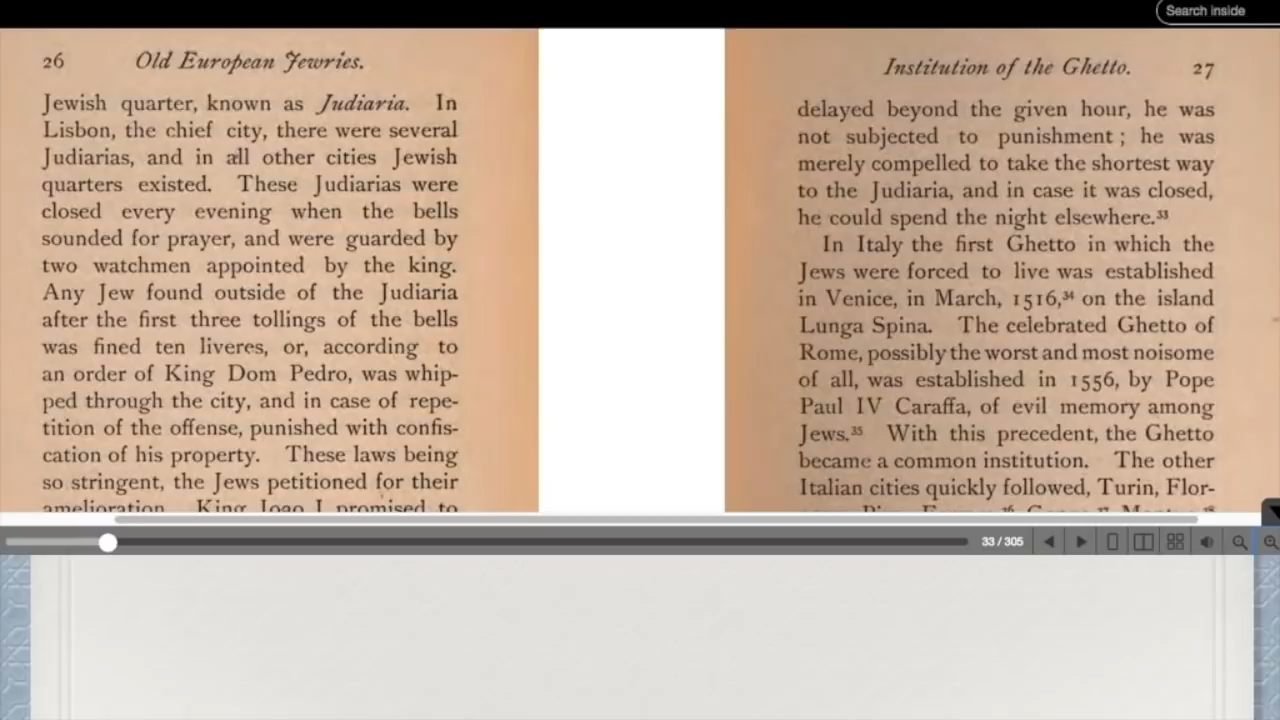 Search inside
26 Old European Jewries.
Jewish quarter, known as Judiaria. In
Lisbon, the chief city, there were several
Judiarias, and in all other cities Jewish
quarters existed. These Judiarias were
closed every evening when the bells
sounded for prayer, and were guarded by
two watchmen appointed by the king.
Any Jew found outside of the Judiaria
after the first three tollings of the bells
was fined ten liveres, or, according to
an order of King Dom Pedro, was whip-
ped through the city, and in case of repe-
tition of the offense, punished with confis-
cation of his property. These laws being
so stringent, the Jews petitioned for their
amelioration. King Joao I promised to
Institution of the Ghetto. 27
delayed beyond the given hour, he was
not subjected to punishment ; he was
merely compelled to take the shortest way
to the Judiaria, and in case it was closed,
he could spend the night elsewhere.³³
In Italy the first Ghetto in which the
Jews were forced to live was established
in Venice, in March, 1516,³⁴ on the island
Lunga Spina. The celebrated Ghetto of
Rome, possibly the worst and most noisome
of all, was established in 1556, by Pope
Paul IV Caraffa, of evil memory among
Jews.³⁵ With this precedent, the Ghetto
became a common institution. The other
Italian cities quickly followed, Turin, Flor-
33 / 305